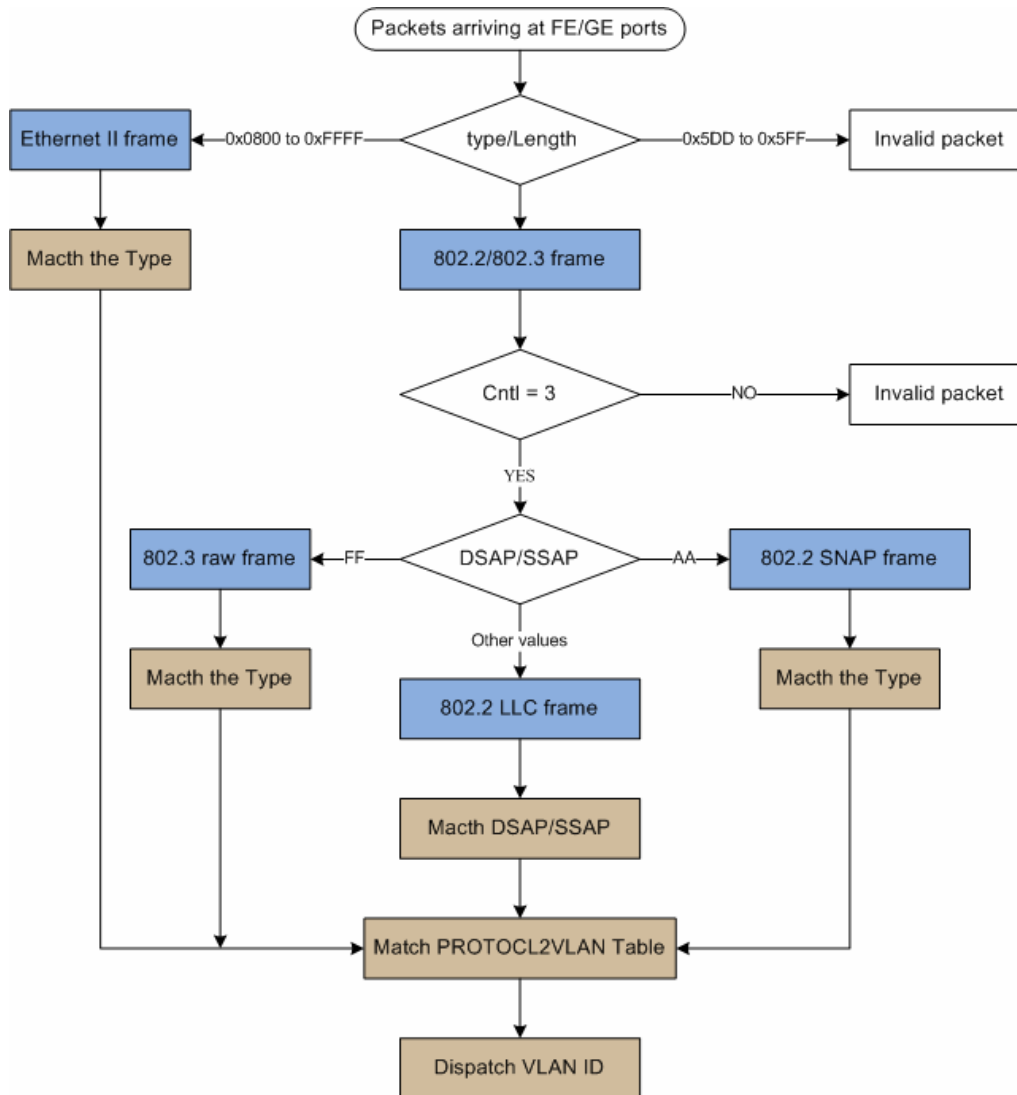 Packets arriving at FE/GE ports
Ethernet II frame
0x0800 to 0xFFFF
type/Length
0x5DD to 0x5FF
Invalid packet
Macth the Type
802.2/802.3 frame
Cntl = 3
NO
Invalid packet
YES
802.3 raw frame
FF
DSAP/SSAP
AA
802.2 SNAP frame
Other values
Macth the Type
802.2 LLC frame
Macth the Type
Macth DSAP/SSAP
Match PROTOCL2VLAN Table
Dispatch VLAN ID